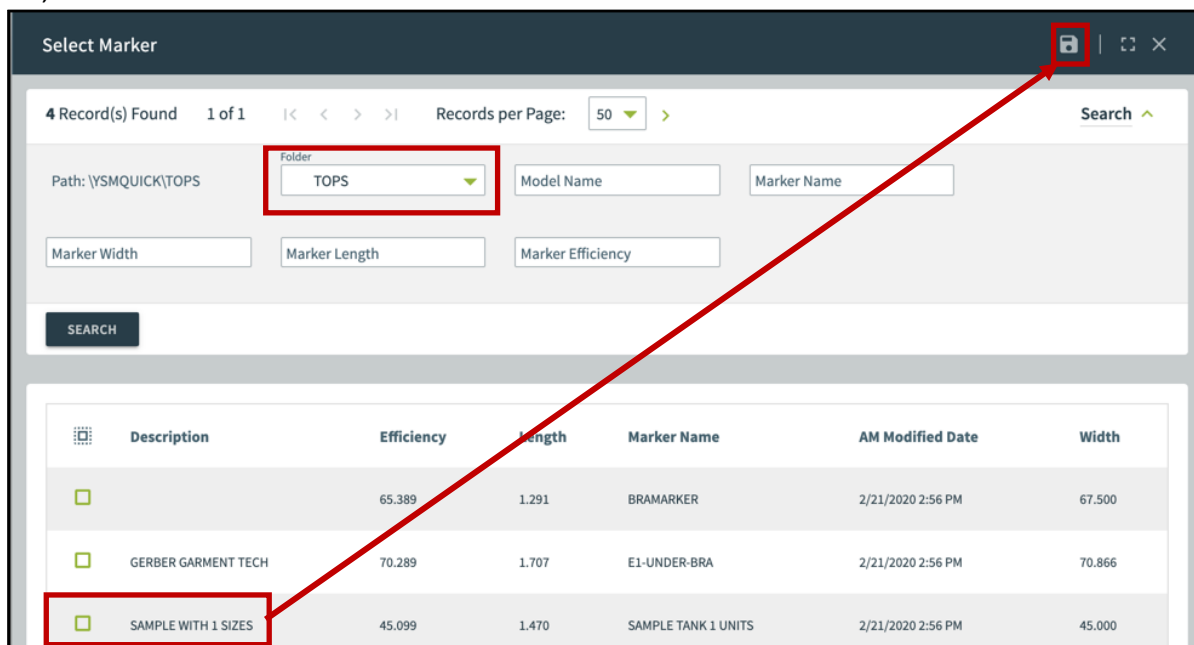 Select Marker
4 Record(s) Found 1 of 1 |< < > >| Records per Page: 50 > Search
Folder
Path: \YSMQUICK\TOPS TOPS Model Name Marker Name
Marker Width Marker Length Marker Efficiency
SEARCH
Description Efficiency Length Marker Name AM Modified Date Width
65.389 1.291 BRAMARKER 2/21/2020 2:56 PM 67.500
GERBER GARMENT TECH 70.289 1.707 E1-UNDER-BRA 2/21/2020 2:56 PM 70.866
SAMPLE WITH 1 SIZES 45.099 1.470 SAMPLE TANK 1 UNITS 2/21/2020 2:56 PM 45.000